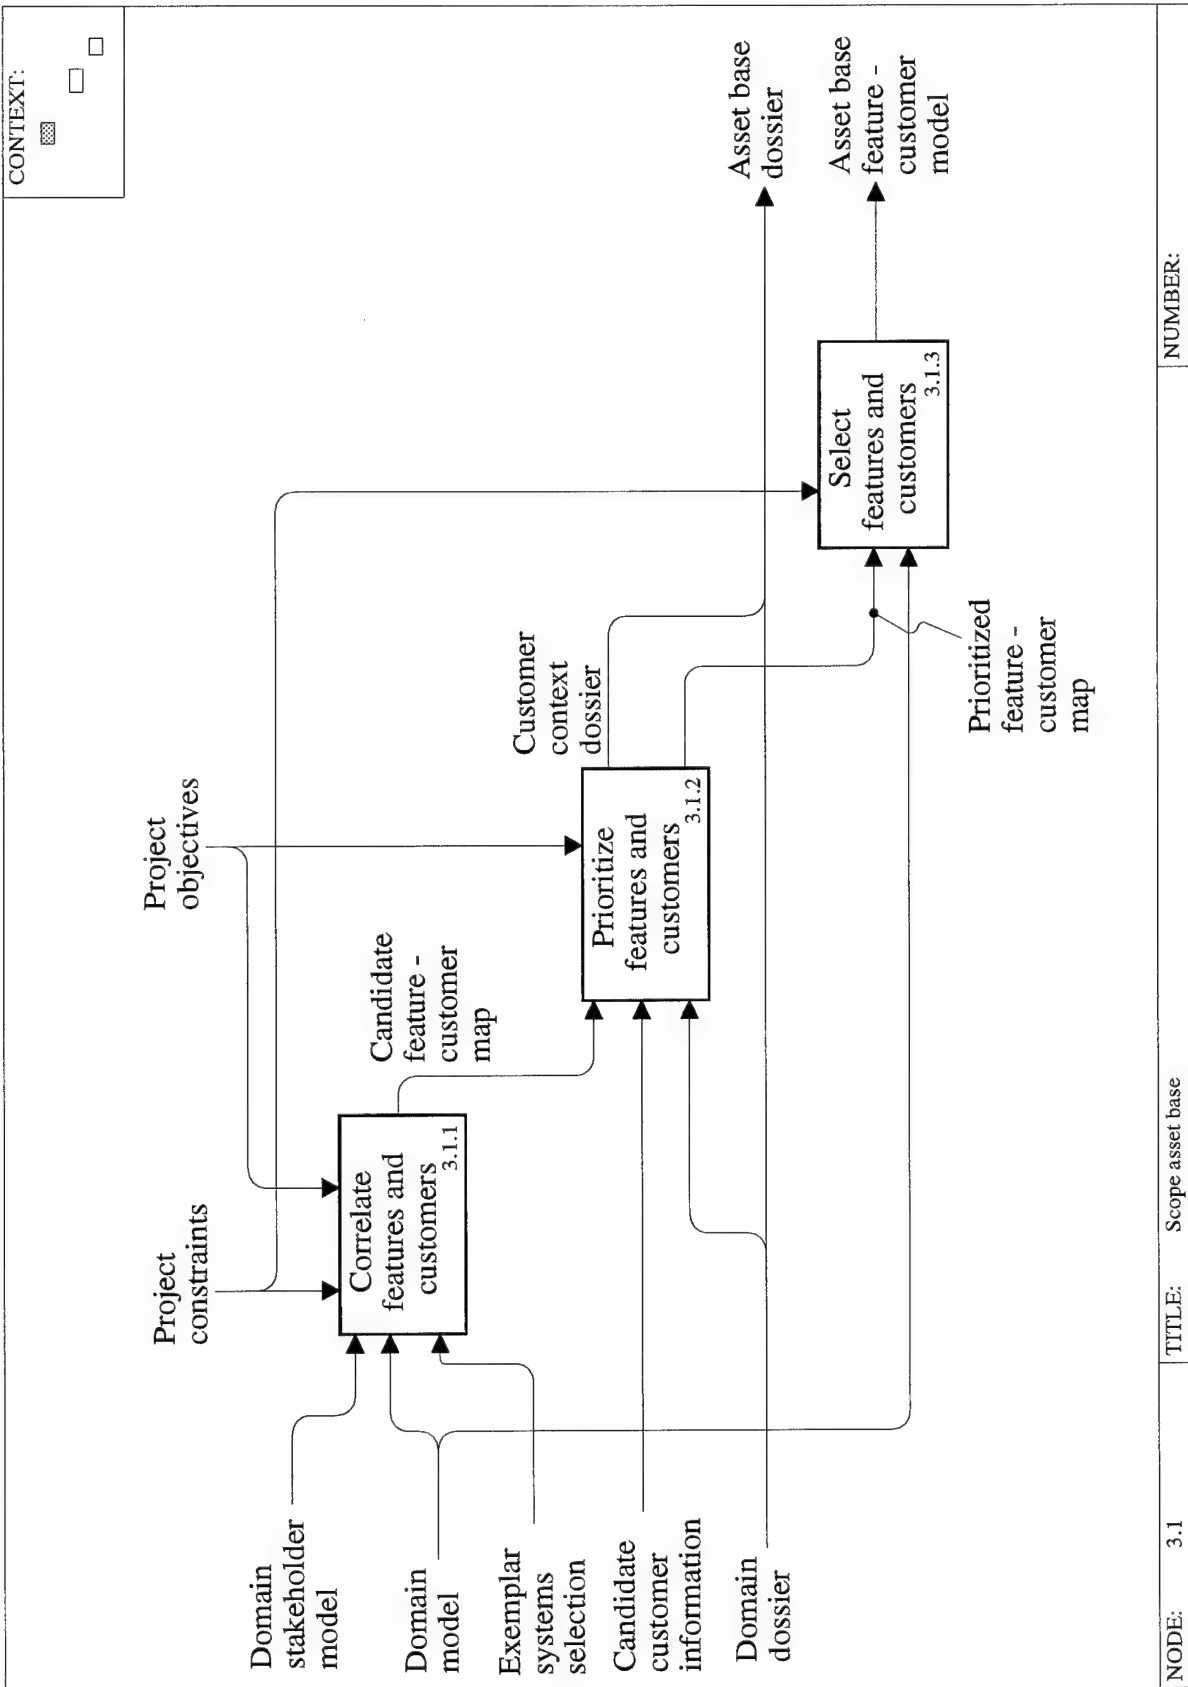 CONTEXT:
Project
constraints
Project
objectives
Domain
stakeholder
model
Domain
model
Exemplar
systems
selection
Candidate
customer
information
Domain
dossier
Correlate
features and
customers
3.1.1
Candidate
feature -
customer
map
Prioritize
features and
customers
3.1.2
Customer
context
dossier
Prioritized
feature -
customer
map
Select
features and
customers
3.1.3
Asset base
dossier
Asset base
feature -
customer
model
NODE: 3.1
TITLE: Scope asset base
NUMBER: